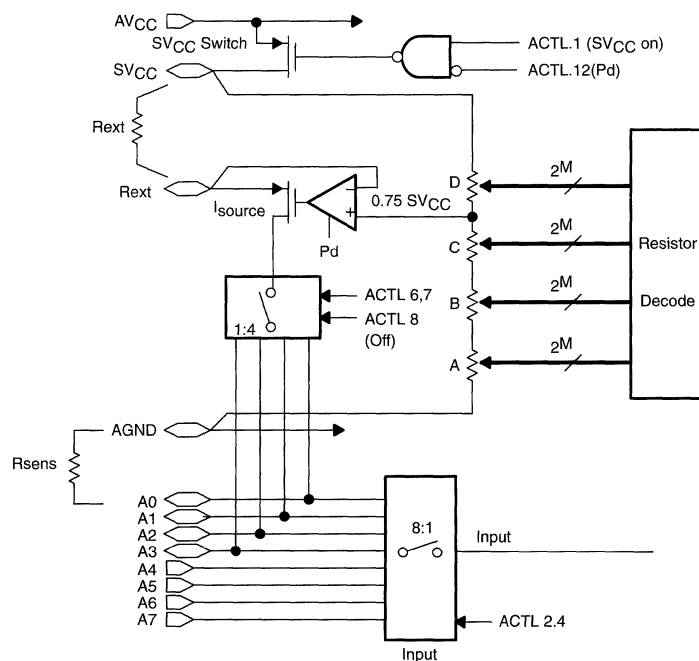 AVCC
SVCC Switch
ACTL.1 (SVCC on)
SVCC
ACTL.12(Pd)
Rext
D
2M
Rext
Isource
0.75 SVCC
Pd
C
2M
Resistor
ACTL 6,7
ACTL 8
(Off)
1:4
B
2M
Decode
A
2M
AGND
Rsens
A0
A1
A2
A3
A4
A5
A6
A7
8:1
Input
ACTL 2.4
Input
− 
+